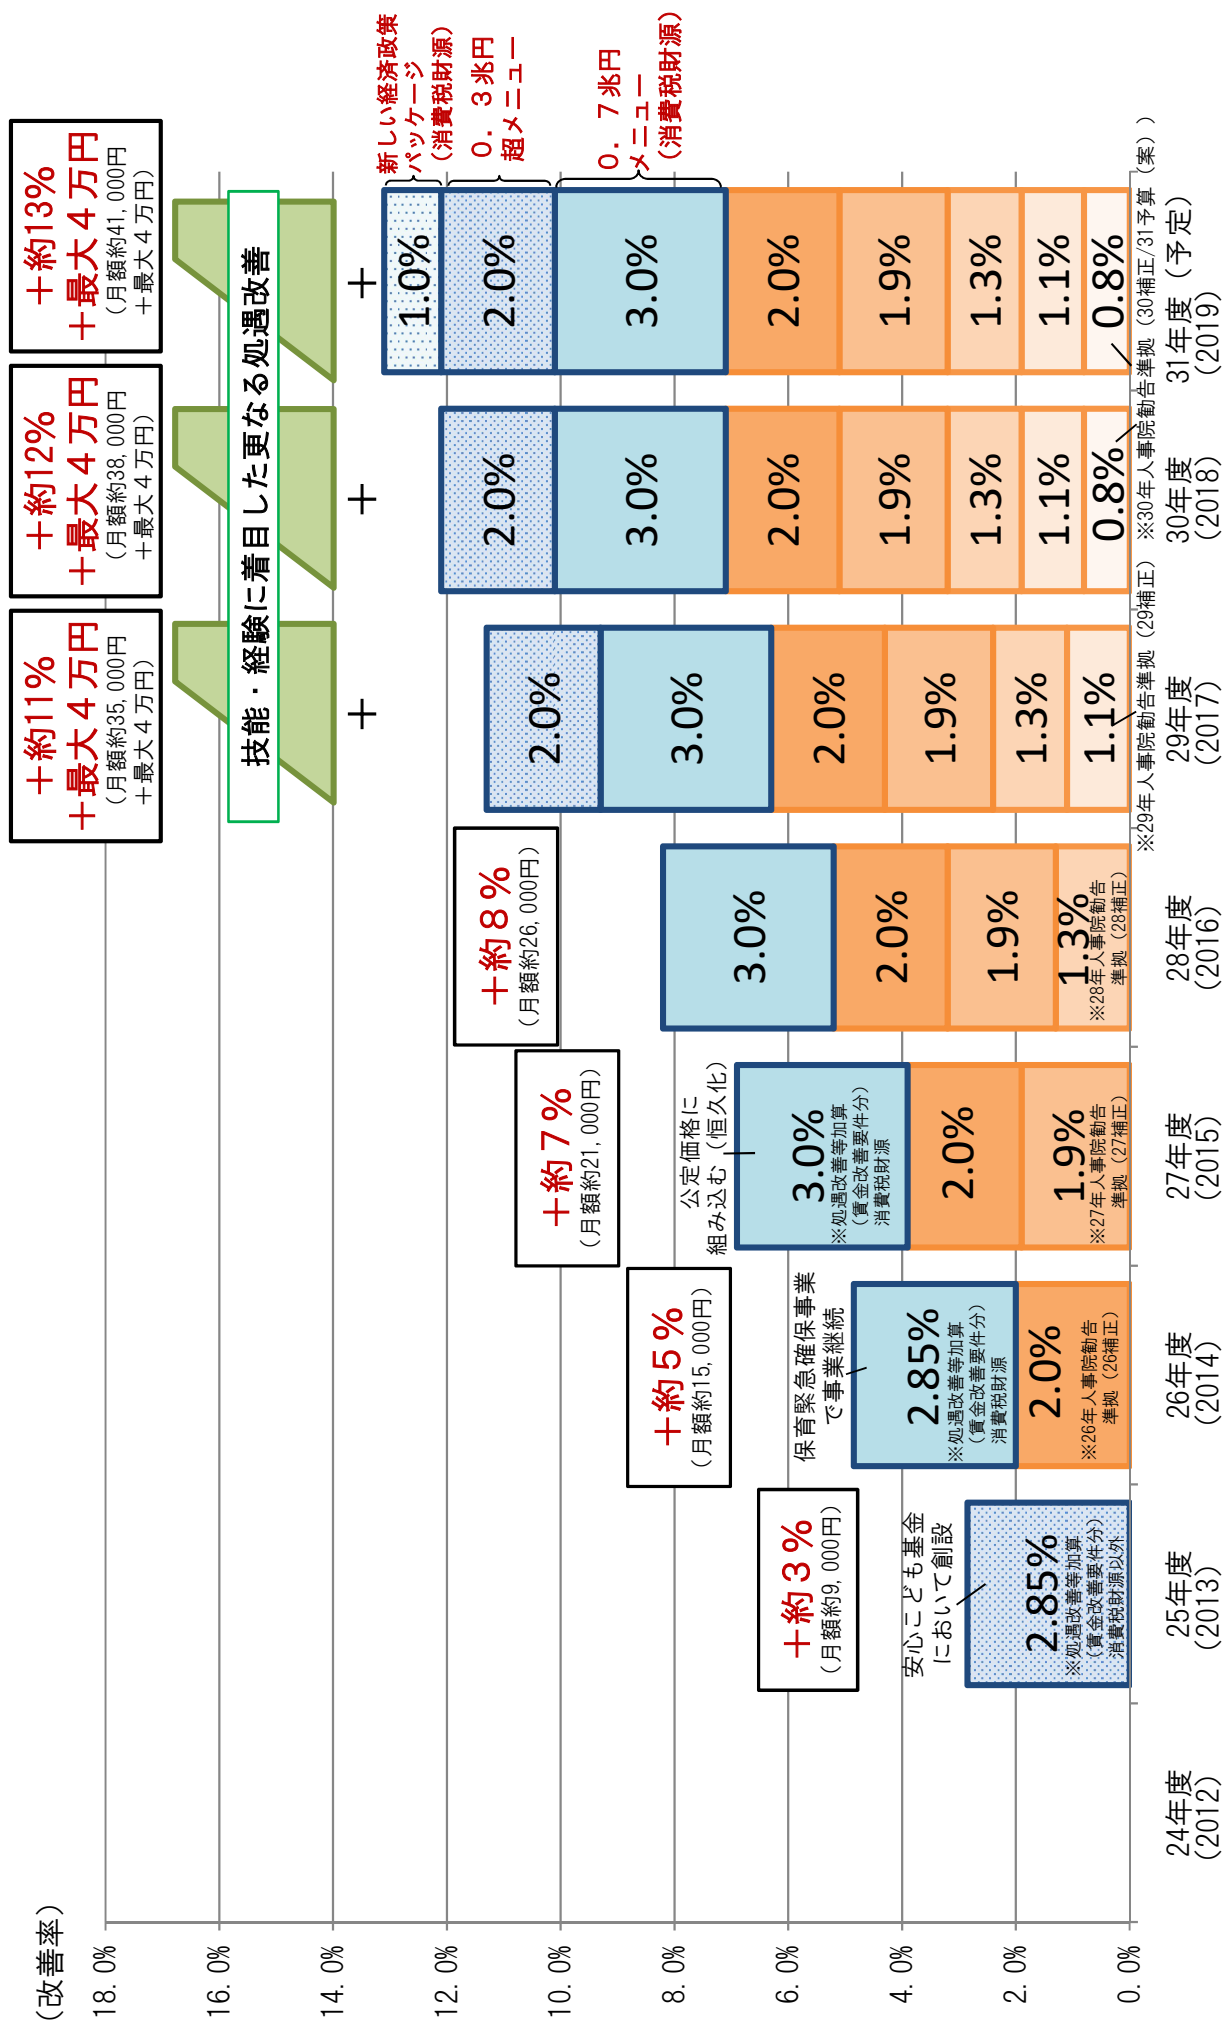 （改善率）
18.0%
16.0%
14.0%
12.0%
10.0%
8.0%
6.0%
4.0%
2.0%
0.0%
24年度
（2012）
25年度
（2013）
26年度
（2014）
27年度
（2015）
28年度
（2016）
29年度
（2017）
30年度
（2018）
31年度（予定）
（2019）
＋約３％
（月額約9,000円）
安心こども基金
において創設
2.85%
※処遇改善等加算
（賃金改善要件分）
消費税財源以外
＋約５％
（月額約15,000円）
保育緊急確保事業
で事業継続
2.85%
※処遇改善等加算
（賃金改善要件分）
消費税財源
2.0%
※26年人事院勧告
準拠（26補正）
＋約７％
（月額約21,000円）
公定価格に
組み込む（恒久化）
3.0%
※処遇改善等加算
（賃金改善要件分）
消費税財源
2.0%
1.9%
※27年人事院勧告
準拠（27補正）
＋約８％
（月額約26,000円）
3.0%
2.0%
1.9%
1.3%
※28年人事院勧告
準拠（28補正）
＋約11%
＋最大４万円
（月額約35,000円
＋最大４万円）
＋
2.0%
3.0%
2.0%
1.9%
1.3%
1.1%
※29年人事院勧告準拠（29補正）
＋約12%
＋最大４万円
（月額約38,000円
＋最大４万円）
技能・経験に着目した更なる処遇改善
＋
2.0%
3.0%
2.0%
1.9%
1.3%
1.1%
0.8%
※30年人事院勧告準拠（30補正/31予算（案））
＋約13%
＋最大４万円
（月額約41,000円
＋最大４万円）
＋
1.0%
2.0%
3.0%
2.0%
1.9%
1.3%
1.1%
0.8%
新しい経済政策
パッケージ
（消費税財源）
０．３兆円
超メニュー
０．７兆円
メニュー
（消費税財源）